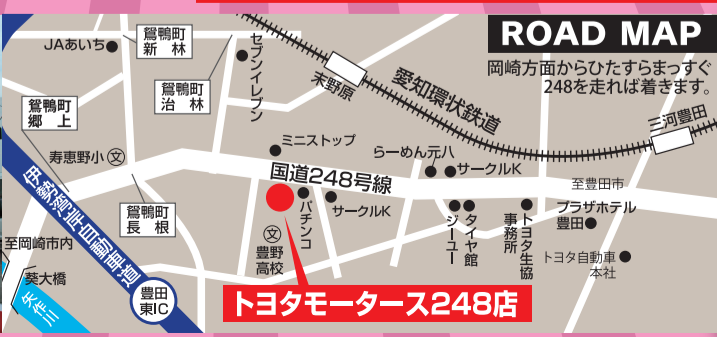 ROAD MAP
岡崎方面からひたすらまっすぐ
248を走れば着きます。
JAあいち
鴛鴨町
新林
セブンイレブン
鴛鴨町
治林
末野原
愛知環状鉄道
三河豊田
鴛鴨町
郷上
寿恵野小
文
ミニストップ
らーめん元八
サークルK
国道248号線
至豊田市
伊勢湾岸自動車道
鴛鴨町
長根
パチンコ
サークルK
ジーユー
タイヤ館
トヨタ生協
事務所
プラザホテル
豊田
文
豊野
高校
至岡崎市内
葵大橋
矢作川
豊田
東IC
トヨタ自動車
本社
トヨタモータース248店